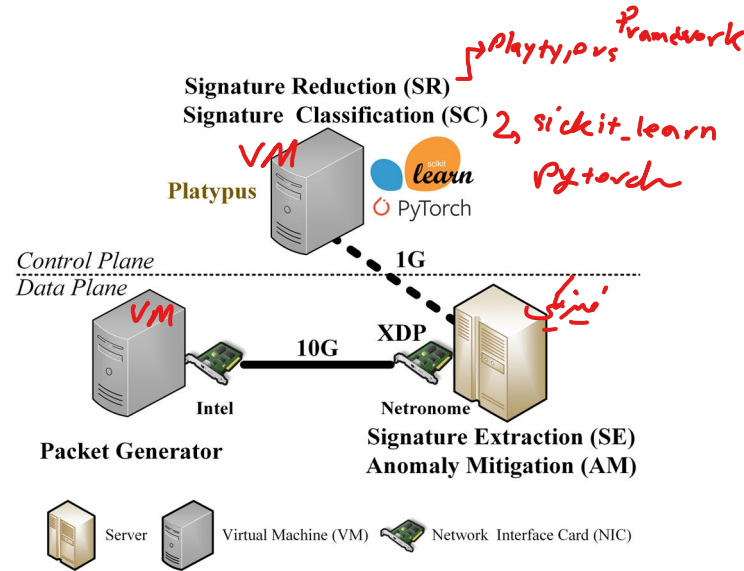 Framework
Signature Reduction (SR) Platypus
Signature Classification (SC) 2, sickit_learn
VM pytorch
Platypus
scikit
learn
PyTorch
1G
Control Plane
Data Plane
VM
XDP
10G
Intel
Netronome
Packet Generator
Signature Extraction (SE)
Anomaly Mitigation (AM)
Server
Virtual Machine (VM)
Network Interface Card (NIC)